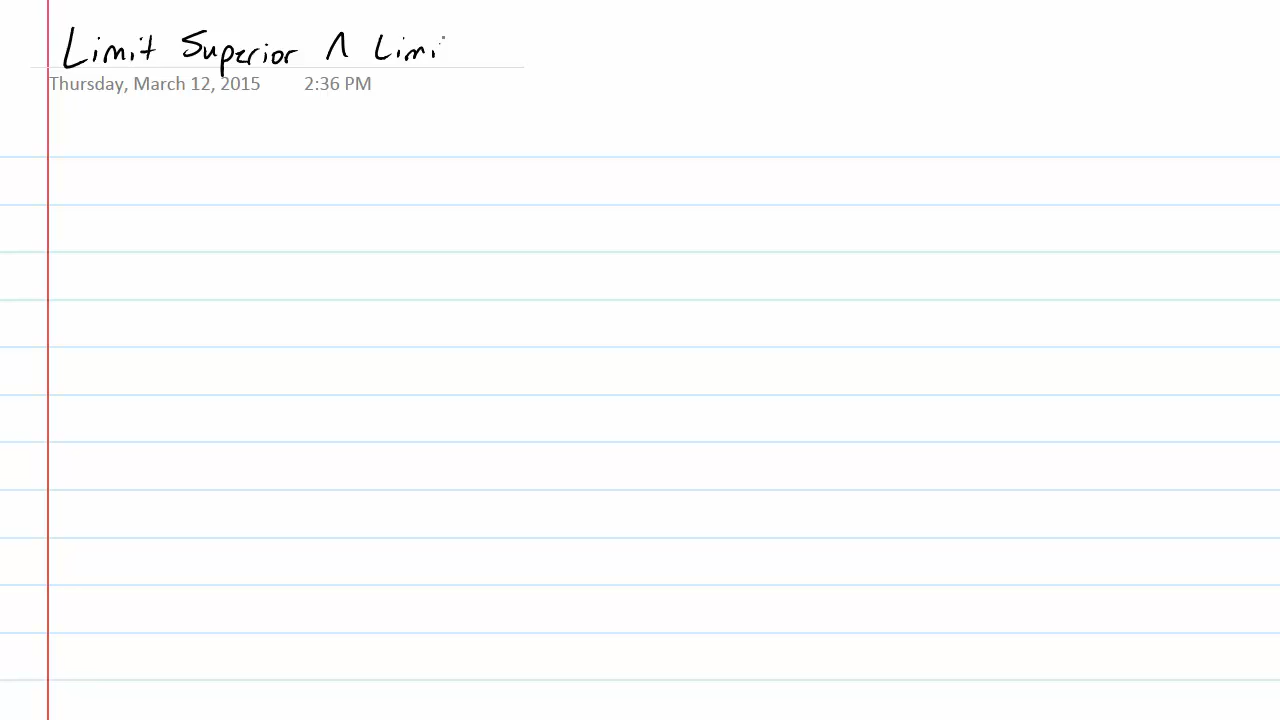 Limit Superior Λ Limi
Thursday, March 12, 2015 2:36 PM